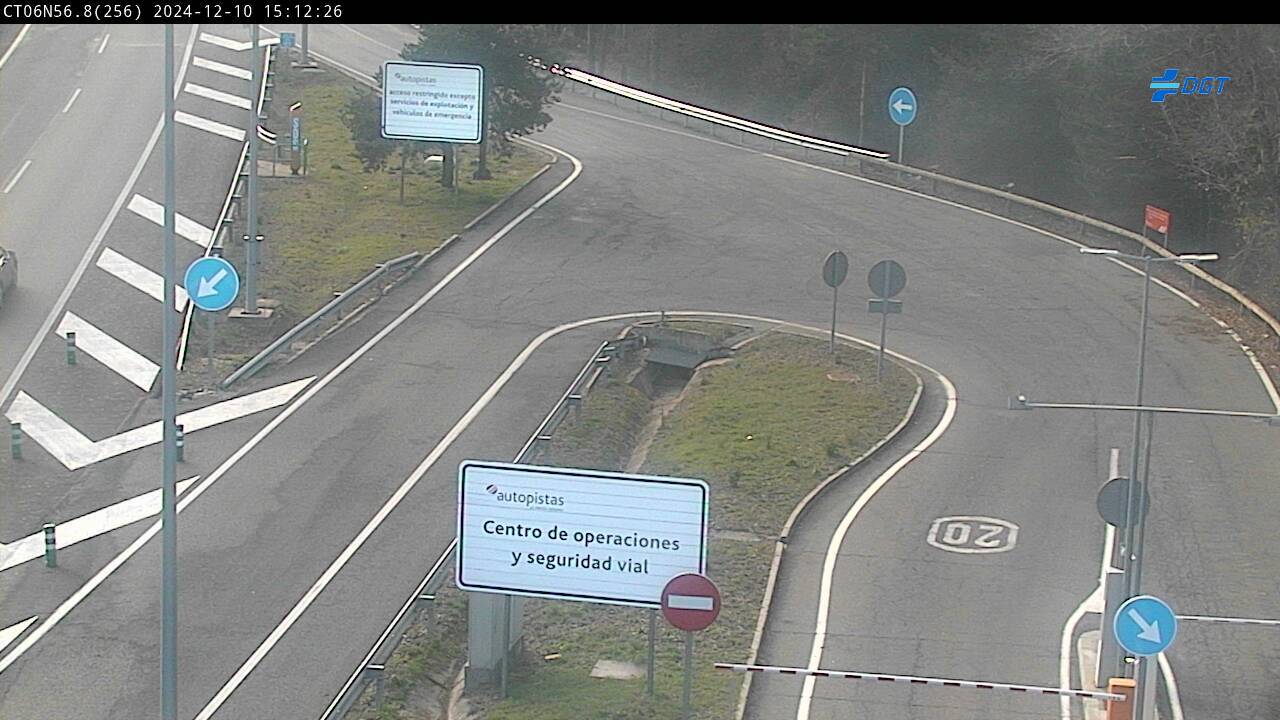 CT06N56.8(256) 2024-12-10 15:12:26
DGT
autopistas
acceso restringido excepto
servicios de explotación y
vehículos de emergencia
autopistas
Centro de operaciones
y seguridad vial
20